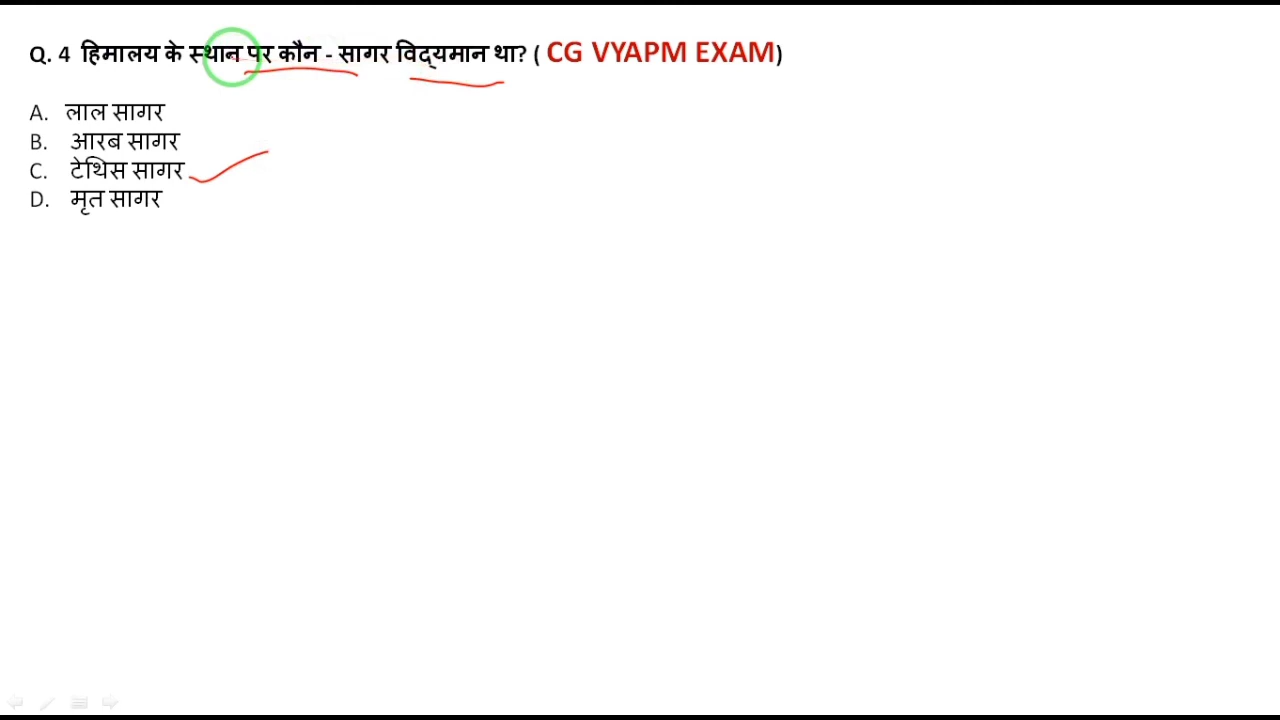 Q. 4 हिमालय के स्थान पर कौन - सागर विद्यमान था? ( CG VYAPM EXAM)
A. लाल सागर
B. आरब सागर
C. टेथिस सागर
D. मृत सागर